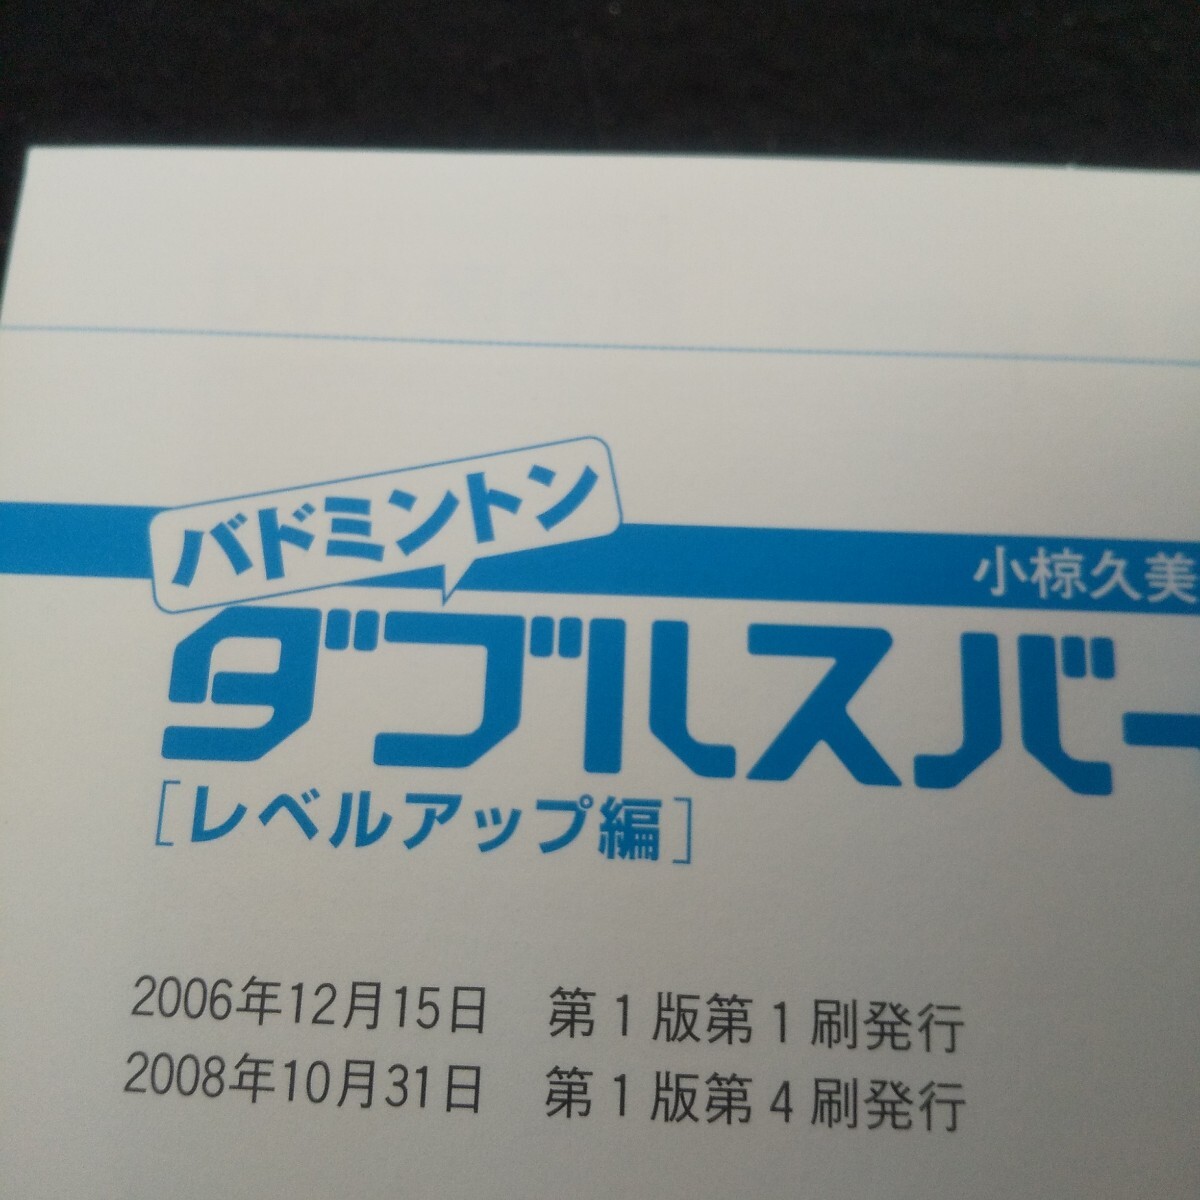 バドミントン
小椋久美
ダブルスバー
[レベルアップ編]
2006年12月15日　第1版第1刷発行
2008年10月31日　第1版第4刷発行